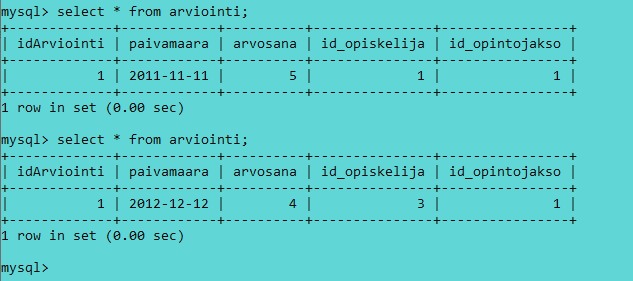 mysql> select * from arviointi;
+-------------+------------+----------+---------------+----------------+
| idArviointi | paivamaara | arvosana | id_opiskelija | id_opintojakso |
+-------------+------------+----------+---------------+----------------+
|           1 | 2011-11-11 |        5 |             1 |              1 |
+-------------+------------+----------+---------------+----------------+
1 row in set (0.00 sec)
mysql> select * from arviointi;
+-------------+------------+----------+---------------+----------------+
| idArviointi | paivamaara | arvosana | id_opiskelija | id_opintojakso |
+-------------+------------+----------+---------------+----------------+
|           1 | 2012-12-12 |        4 |             3 |              1 |
+-------------+------------+----------+---------------+----------------+
1 row in set (0.00 sec)
mysql>